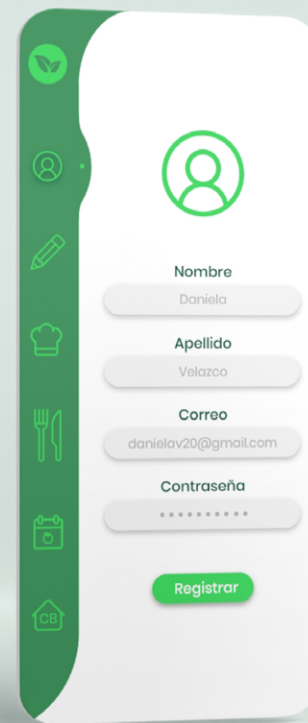 Nombre
Daniela
Apellido
Velazco
Correo
danielav20@gmail.com
Contraseña
**********
Registrar
CB